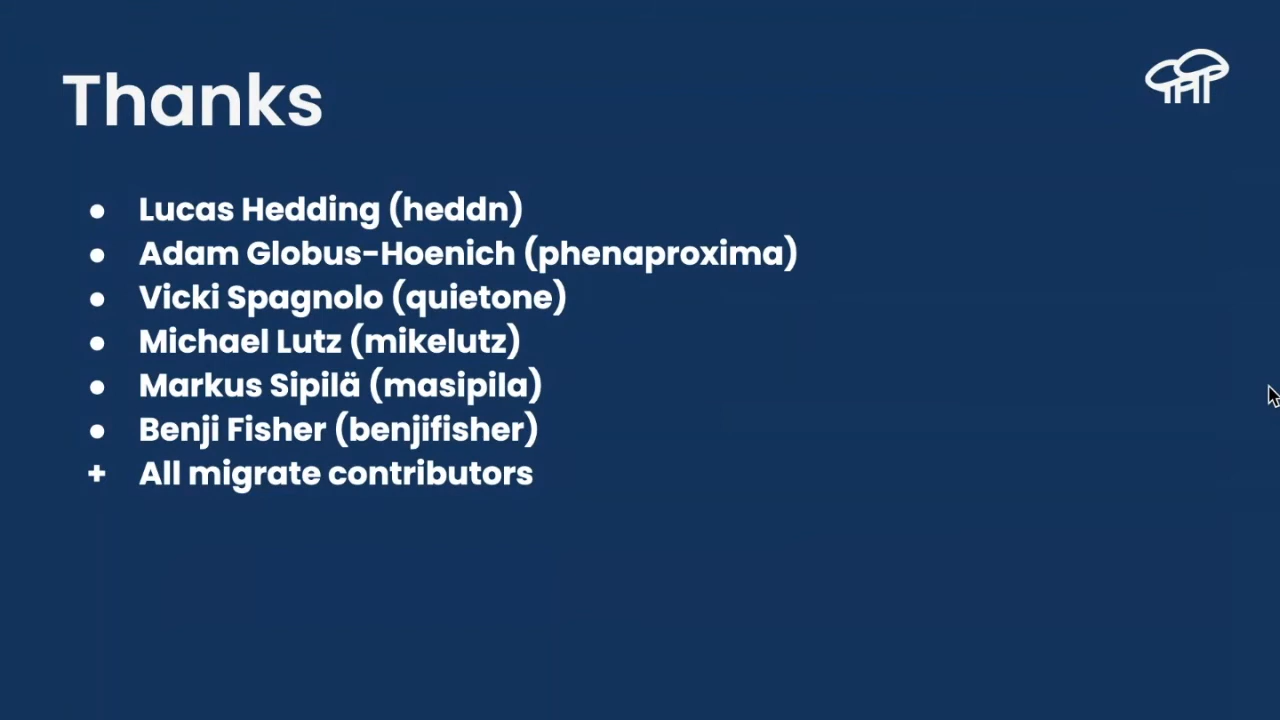 Thanks
● Lucas Hedding (heddn)
● Adam Globus-Hoenich (phenaproxima)
● Vicki Spagnolo (quietone)
● Michael Lutz (mikelutz)
● Markus Sipilä (masipila)
● Benji Fisher (benjifisher)
+ All migrate contributors